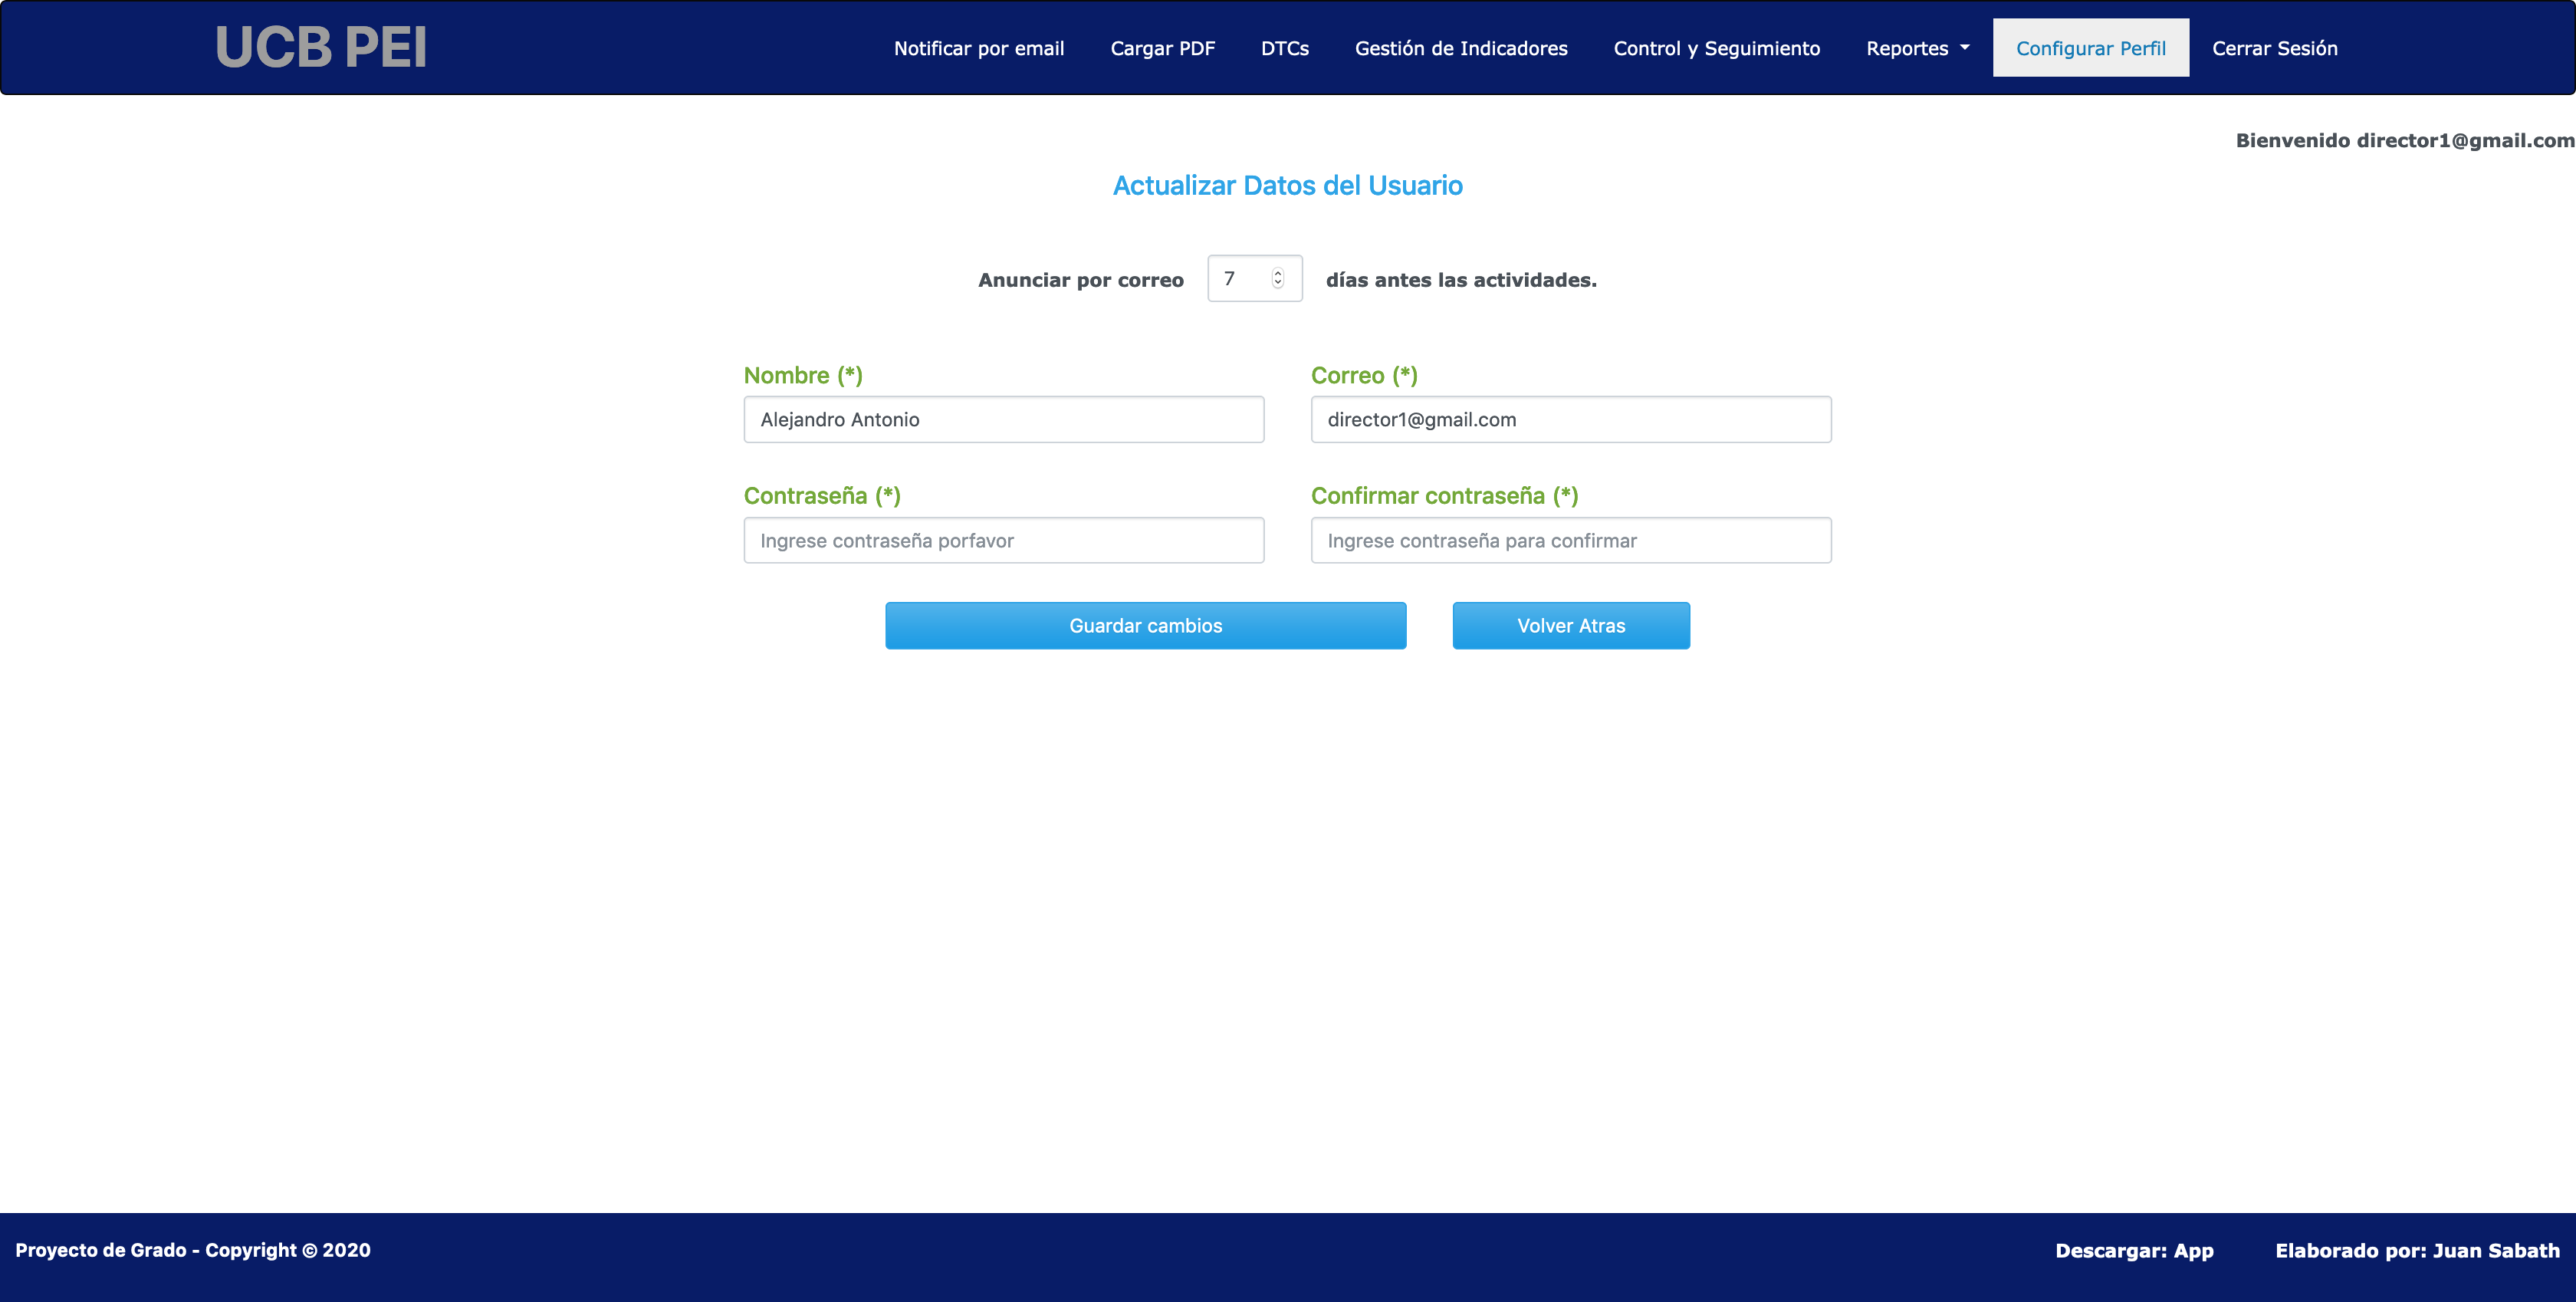 UCB PEI
Notificar por email
Cargar PDF
DTCs
Gestión de Indicadores
Control y Seguimiento
Reportes
Configurar Perfil
Cerrar Sesión
Bienvenido director1@gmail.com
Actualizar Datos del Usuario
Anunciar por correo 7 días antes las actividades.
Nombre (*)
Alejandro Antonio
Correo (*)
director1@gmail.com
Contraseña (*)
Ingrese contraseña porfavor
Confirmar contraseña (*)
Ingrese contraseña para confirmar
Guardar cambios
Volver Atras
Proyecto de Grado - Copyright © 2020
Descargar: App
Elaborado por: Juan Sabath